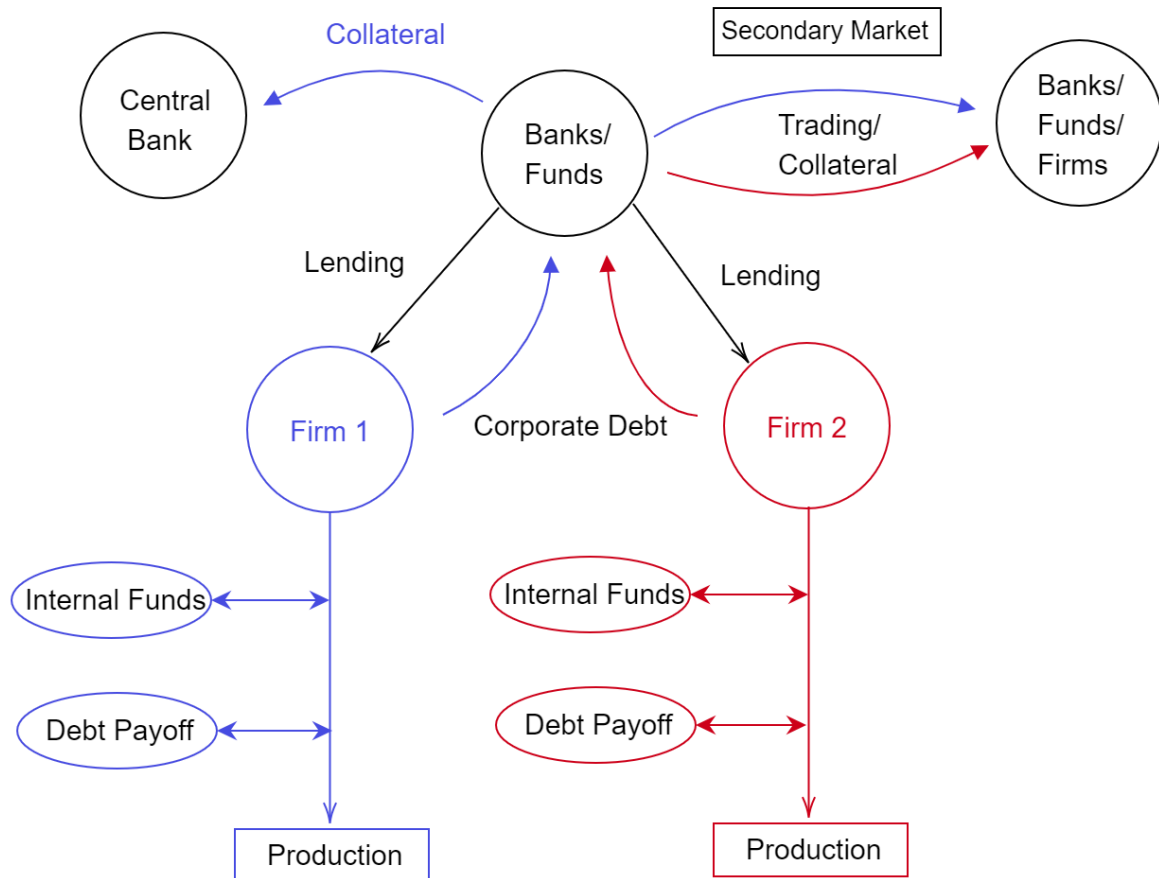 Collateral
Secondary Market
Central
Bank
Banks/
Funds
Trading/
Collateral
Banks/
Funds/
Firms
Lending
Lending
Firm 1
Corporate Debt
Firm 2
Internal Funds
Internal Funds
Debt Payoff
Debt Payoff
Production
Production